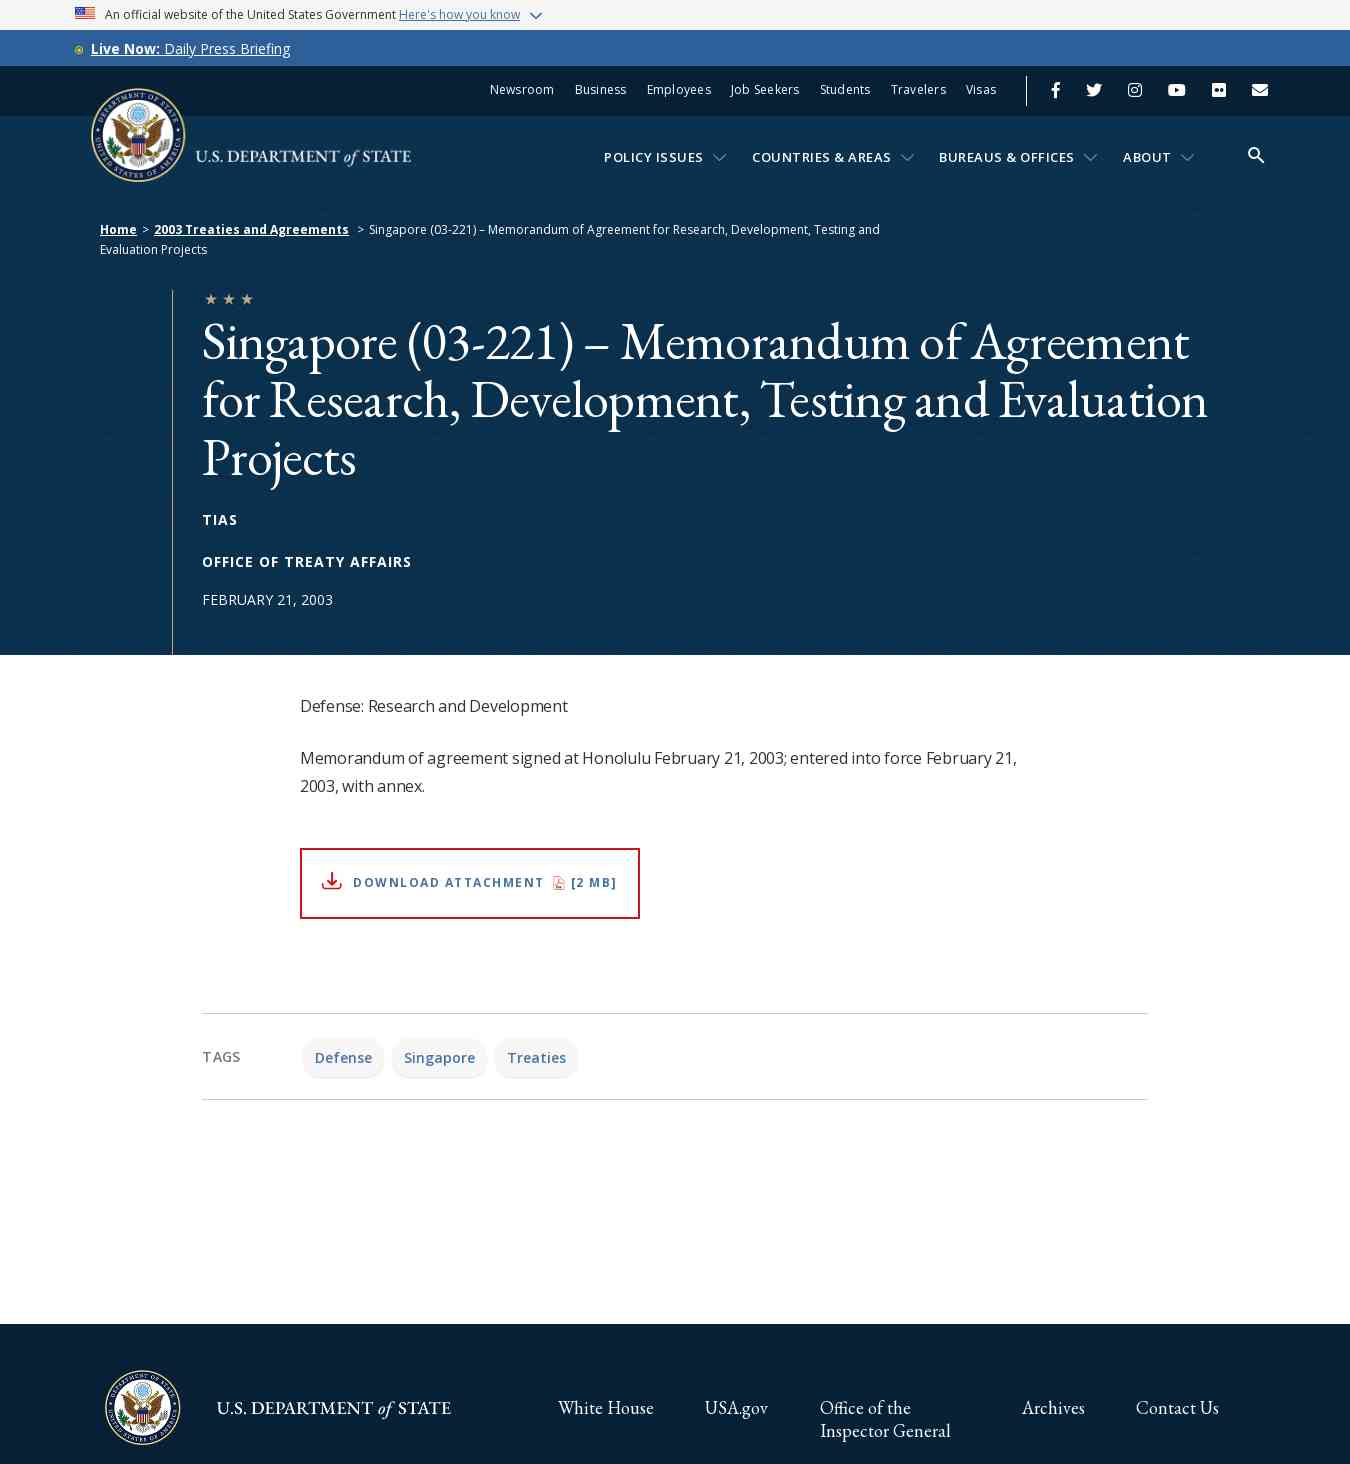 An official website of the United States Government Here's how you know
Live Now: Daily Press Briefing
Newsroom Business Employees Job Seekers Students Travelers Visas
U.S. DEPARTMENT of STATE
POLICY ISSUES COUNTRIES & AREAS BUREAUS & OFFICES ABOUT
Home > 2003 Treaties and Agreements > Singapore (03-221) – Memorandum of Agreement for Research, Development, Testing and
Evaluation Projects
Singapore (03-221) – Memorandum of Agreement
for Research, Development, Testing and Evaluation
Projects
TIAS
OFFICE OF TREATY AFFAIRS
FEBRUARY 21, 2003
Defense: Research and Development
Memorandum of agreement signed at Honolulu February 21, 2003; entered into force February 21,
2003, with annex.
DOWNLOAD ATTACHMENT [2 MB]
TAGS Defense Singapore Treaties
U.S. DEPARTMENT of STATE
White House USA.gov Office of the Archives Contact Us
Inspector General